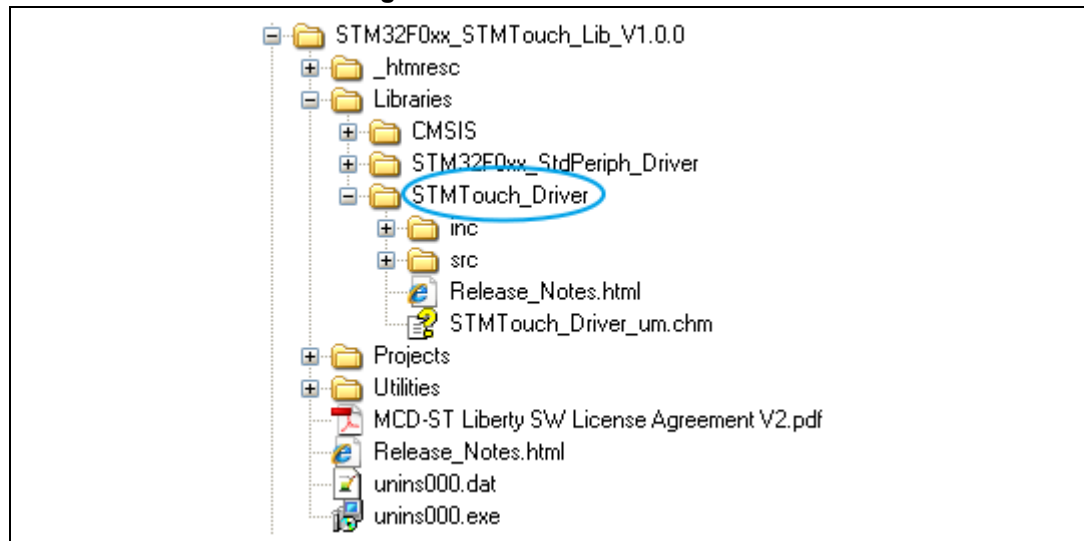 STM32F0xx_STMTouch_Lib_V1.0.0
_htmresc
Libraries
CMSIS
STM32F0xx_StdPeriph_Driver
STMTouch_Driver
inc
src
Release_Notes.html
STMTouch_Driver_um.chm
Projects
Utilities
MCD-ST Liberty SW License Agreement V2.pdf
Release_Notes.html
unins000.dat
unins000.exe